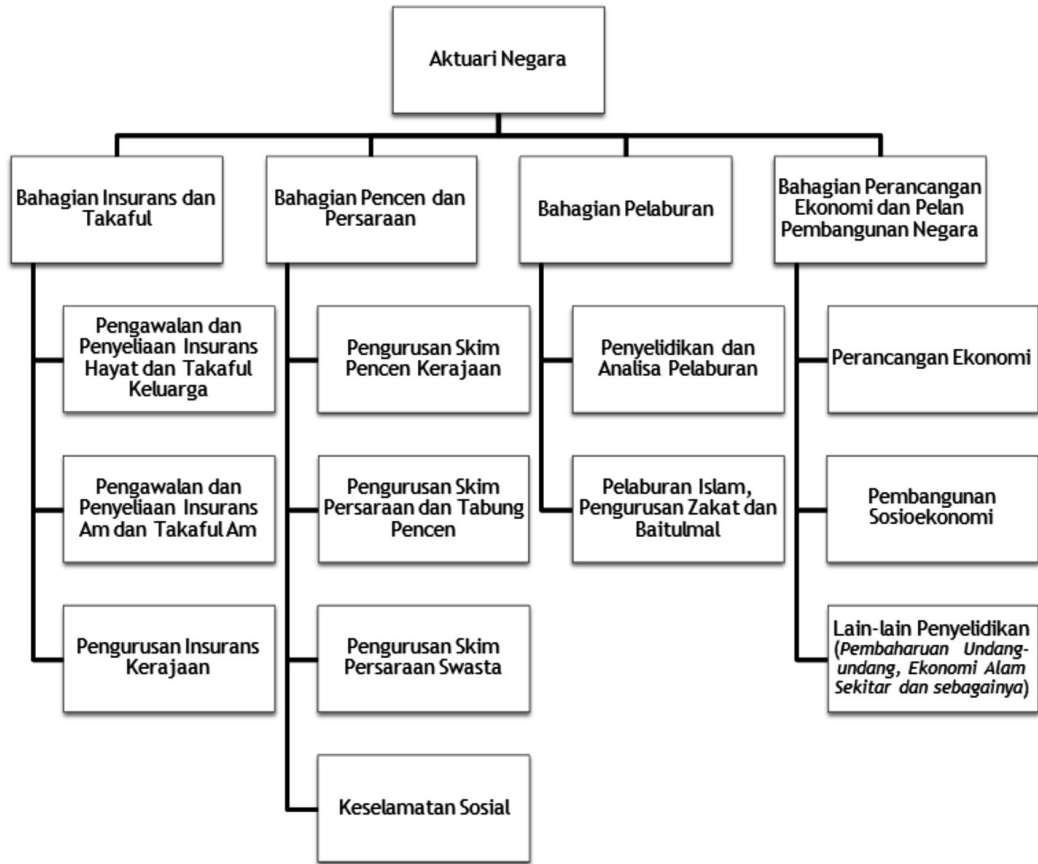 Aktuari Negara
Bahagian Insurans dan
Takaful
Bahagian Pencen dan
Persaraan
Bahagian Pelaburan
Bahagian Perancangan
Ekonomi dan Pelan
Pembangunan Negara
Pengawalan dan
Penyeliaan Insurans
Hayat dan Takaful
Keluarga
Pengurusan Skim
Pencen Kerajaan
Penyelidikan dan
Analisa Pelaburan
Perancangan Ekonomi
Pengawalan dan
Penyeliaan Insurans
Am dan Takaful Am
Pengurusan Skim
Persaraan dan Tabung
Pencen
Pelaburan Islam,
Pengurusan Zakat dan
Baitulmal
Pembangunan
Sosioekonomi
Pengurusan Insurans
Kerajaan
Pengurusan Skim
Persaraan Swasta
Lain-lain Penyelidikan
(Pembaharuan Undang-
undang, Ekonomi Alam
Sekitar dan sebagainya)
Keselamatan Sosial